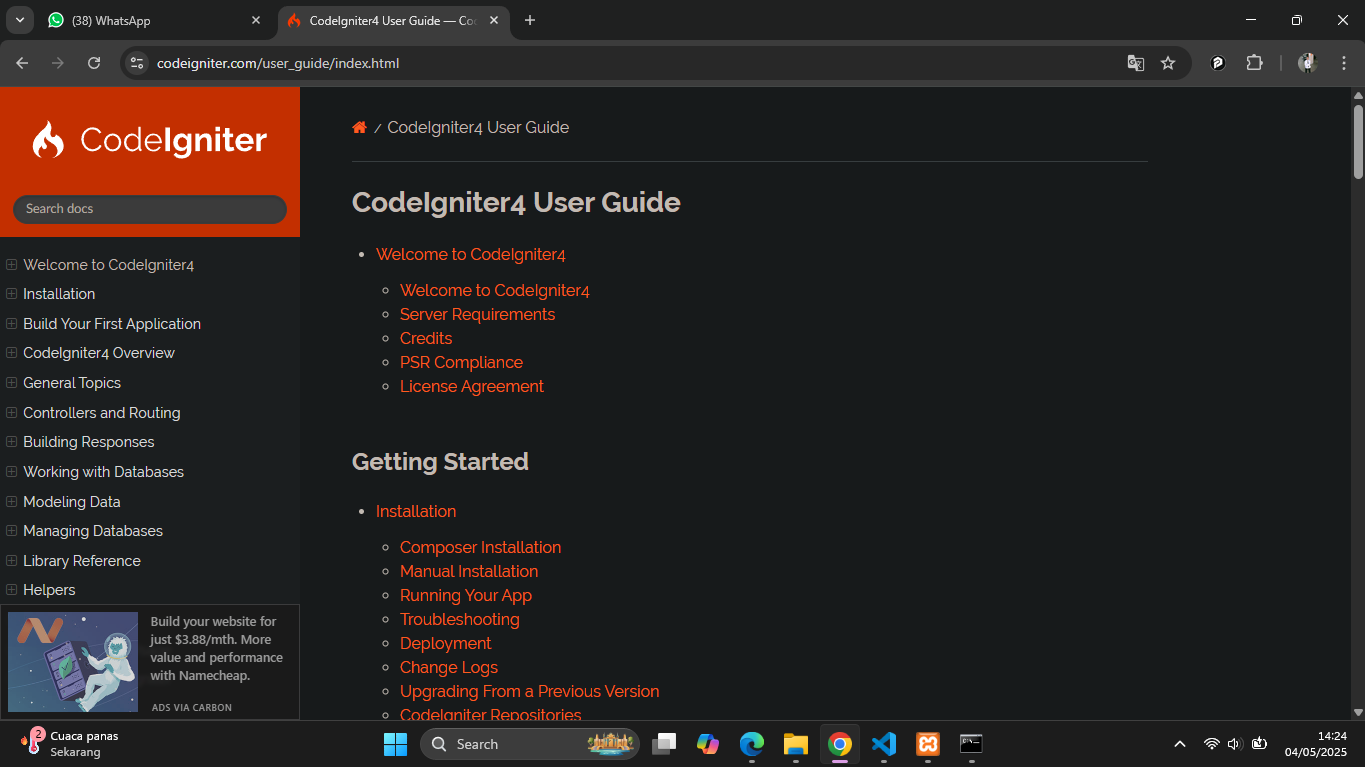 (38) WhatsApp
CodeIgniter4 User Guide — Co
codeigniter.com/user_guide/index.html
CodeIgniter
Search docs
Welcome to CodeIgniter4
Installation
Build Your First Application
CodeIgniter4 Overview
General Topics
Controllers and Routing
Building Responses
Working with Databases
Modeling Data
Managing Databases
Library Reference
Helpers
Build your website for
just $3.88/mth. More
value and performance
with Namecheap.
ADS VIA CARBON
/ CodeIgniter4 User Guide
CodeIgniter4 User Guide
Welcome to CodeIgniter4
Welcome to CodeIgniter4
Server Requirements
Credits
PSR Compliance
License Agreement
Getting Started
Installation
Composer Installation
Manual Installation
Running Your App
Troubleshooting
Deployment
Change Logs
Upgrading From a Previous Version
CodeIgniter Repositories
2
Cuaca panas
Sekarang
Search
14:24
04/05/2025